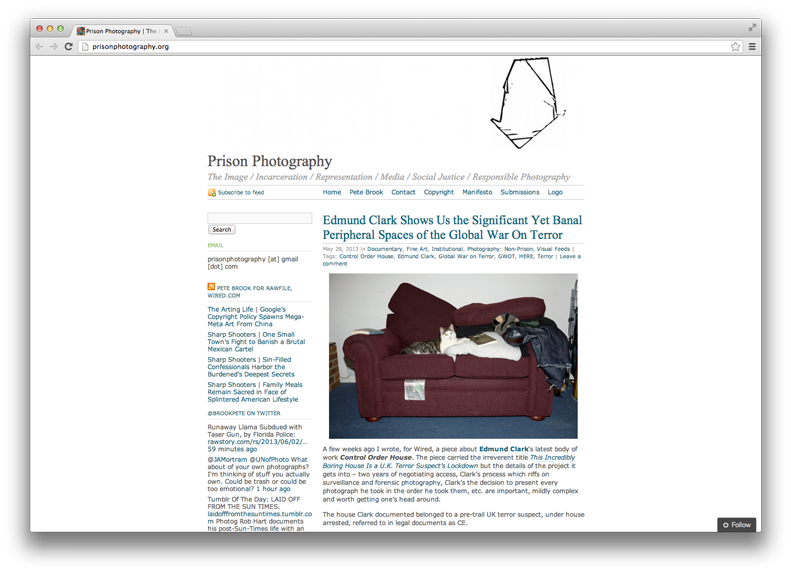 Prison Photography | The
prisonphotography.org
Prison Photography
The Image / Incarceration / Representation / Media / Social Justice / Responsible Photography
Subscribe to feed
Home Pete Brook Contact Copyright Manifesto Submissions Logo
Search
EMAIL
prisonphotography [at] gmail
[dot] com
PETE BROOK FOR RAWFILE,
WIRED.COM
The Arting Life | Google's
Copyright Policy Spawns Mega-
Meta Art From China
Sharp Shooters | One Small
Town's Fight to Banish a Brutal
Mexican Cartel
Sharp Shooters | Sin-Filled
Confessionals Harbor the
Burdened's Deepest Secrets
Sharp Shooters | Family Meals
Remain Sacred in Face of
Splintered American Lifestyle
@BROOKPETE ON TWITTER
Runaway Llama Subdued with
Taser Gun, by Florida Police:
rawstory.com/rs/2013/06/02/…
59 minutes ago
@JAMortram @UNofPhoto What
about of your own photographs?
I'm thinking of stuff you actually
own. Could be trash or could be
too emotional? 1 hour ago
Tumblr Of The Day: LAID OFF
FROM THE SUN TIMES.
laidofffromthesuntimes.tumblr.co
m Photog Rob Hart documents
his post-Sun-Times life with an
Edmund Clark Shows Us the Significant Yet Banal
Peripheral Spaces of the Global War On Terror
May 28, 2013 in Documentary, Fine Art, Institutional, Photography: Non-Prison, Visual Feeds |
Tags: Control Order House, Edmund Clark, Global War on Terror, GWOT, HERE, Terror | Leave a
comment
A few weeks ago I wrote, for Wired, a piece about Edmund Clark's latest body of
work Control Order House. The piece carried the irreverent title This Incredibly
Boring House Is a U.K. Terror Suspect's Lockdown but the details of the project it
gets into – two years of negotiating access, Clark's process which riffs on
surveillance and forensic photography, Clark's the decision to present every
photograph he took in the order he took them, etc. are important, mildly complex
and worth getting one's head around.
The house Clark documented belonged to a pre-trail UK terror suspect, under house
arrested, referred to in legal documents as CE.
Follow